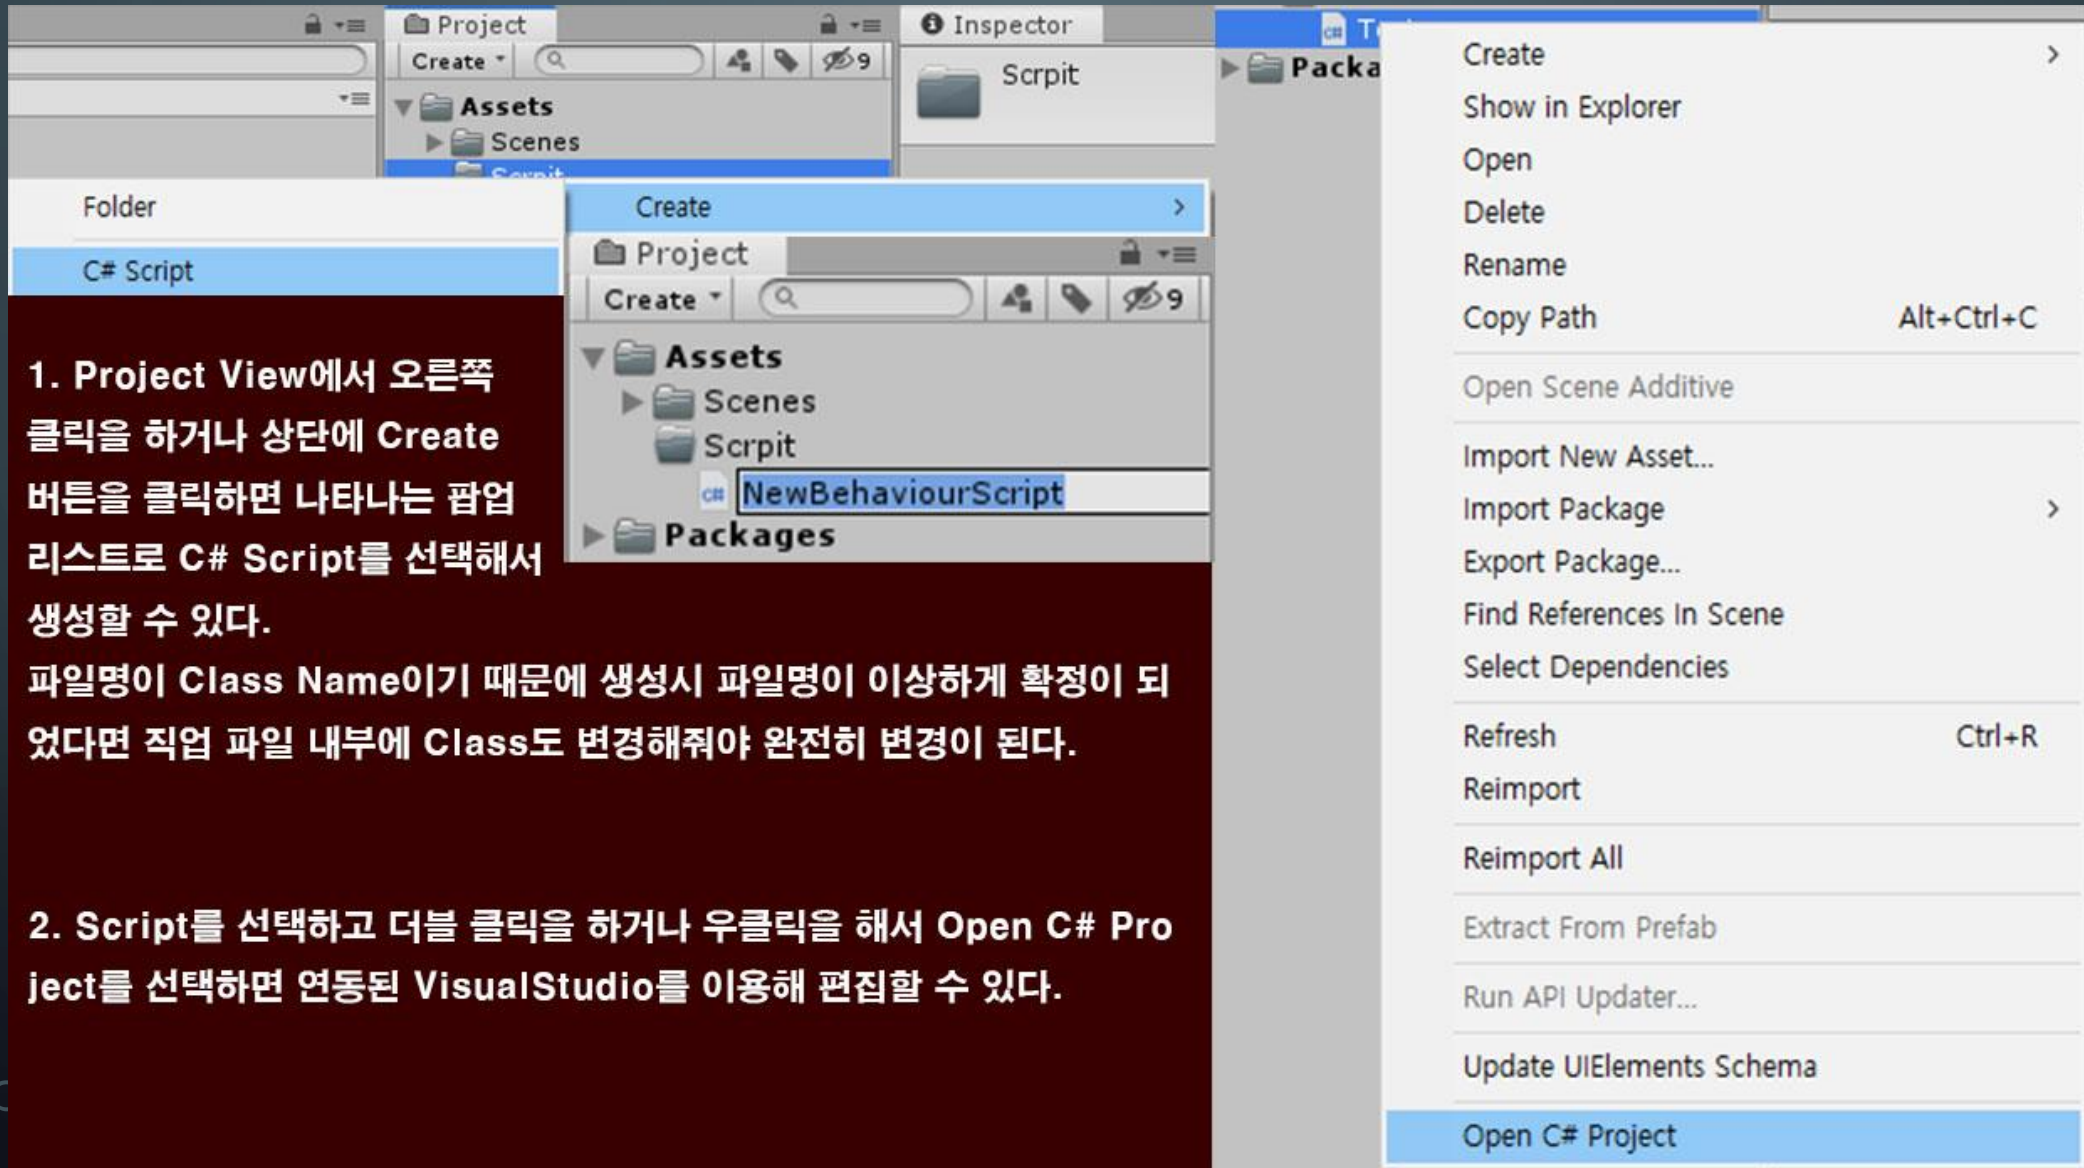 Project
Create
9
Assets
Scenes
Scrpit
Inspector
Scrpit
Folder
C# Script
Create
Project
Create
9
Assets
Scenes
Scrpit
C# NewBehaviourScript
Packages
1. Project View에서 오른쪽
클릭을 하거나 상단에 Create
버튼을 클릭하면 나타나는 팝업
리스트로 C# Script를 선택해서
생성할 수 있다.
파일명이 Class Name이기 때문에 생성시 파일명이 이상하게 확정이 되
었다면 직업 파일 내부에 Class도 변경해줘야 완전히 변경이 된다.
2. Script를 선택하고 더블 클릭을 하거나 우클릭을 해서 Open C# Pro
ject를 선택하면 연동된 VisualStudio를 이용해 편집할 수 있다.
C#
Packa
Create
Show in Explorer
Open
Delete
Rename
Copy Path Alt+Ctrl+C
Open Scene Additive
Import New Asset...
Import Package
Export Package...
Find References In Scene
Select Dependencies
Refresh Ctrl+R
Reimport
Reimport All
Extract From Prefab
Run API Updater...
Update UIElements Schema
Open C# Project